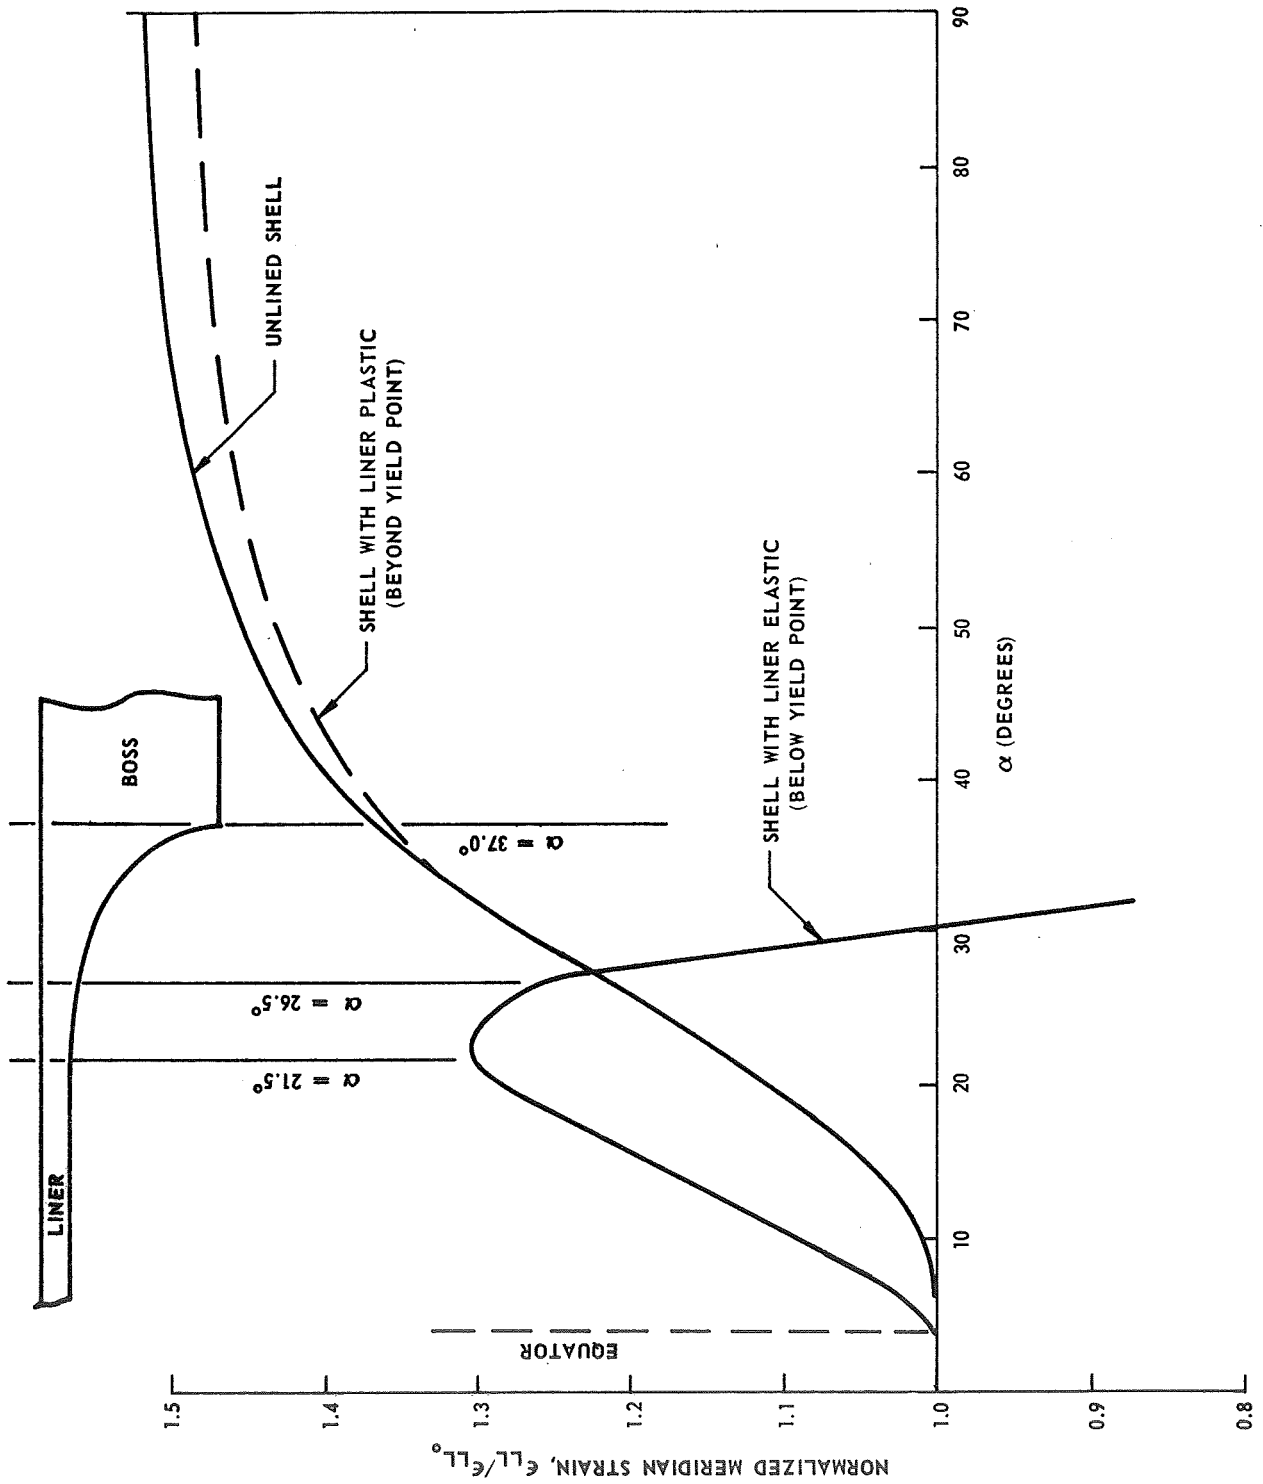 NORMALIZED MERIDIAN STRAIN, ϵLL/ϵLL₀
1.5
1.4
1.3
1.2
1.1
1.0
0.9
0.8
LINER
BOSS
EQUATOR
α = 21.5°
α = 26.5°
α = 37.0°
UNLINED SHELL
SHELL WITH LINER PLASTIC
(BEYOND YIELD POINT)
SHELL WITH LINER ELASTIC
(BELOW YIELD POINT)
10
20
30
40
50
60
70
80
90
α (DEGREES)